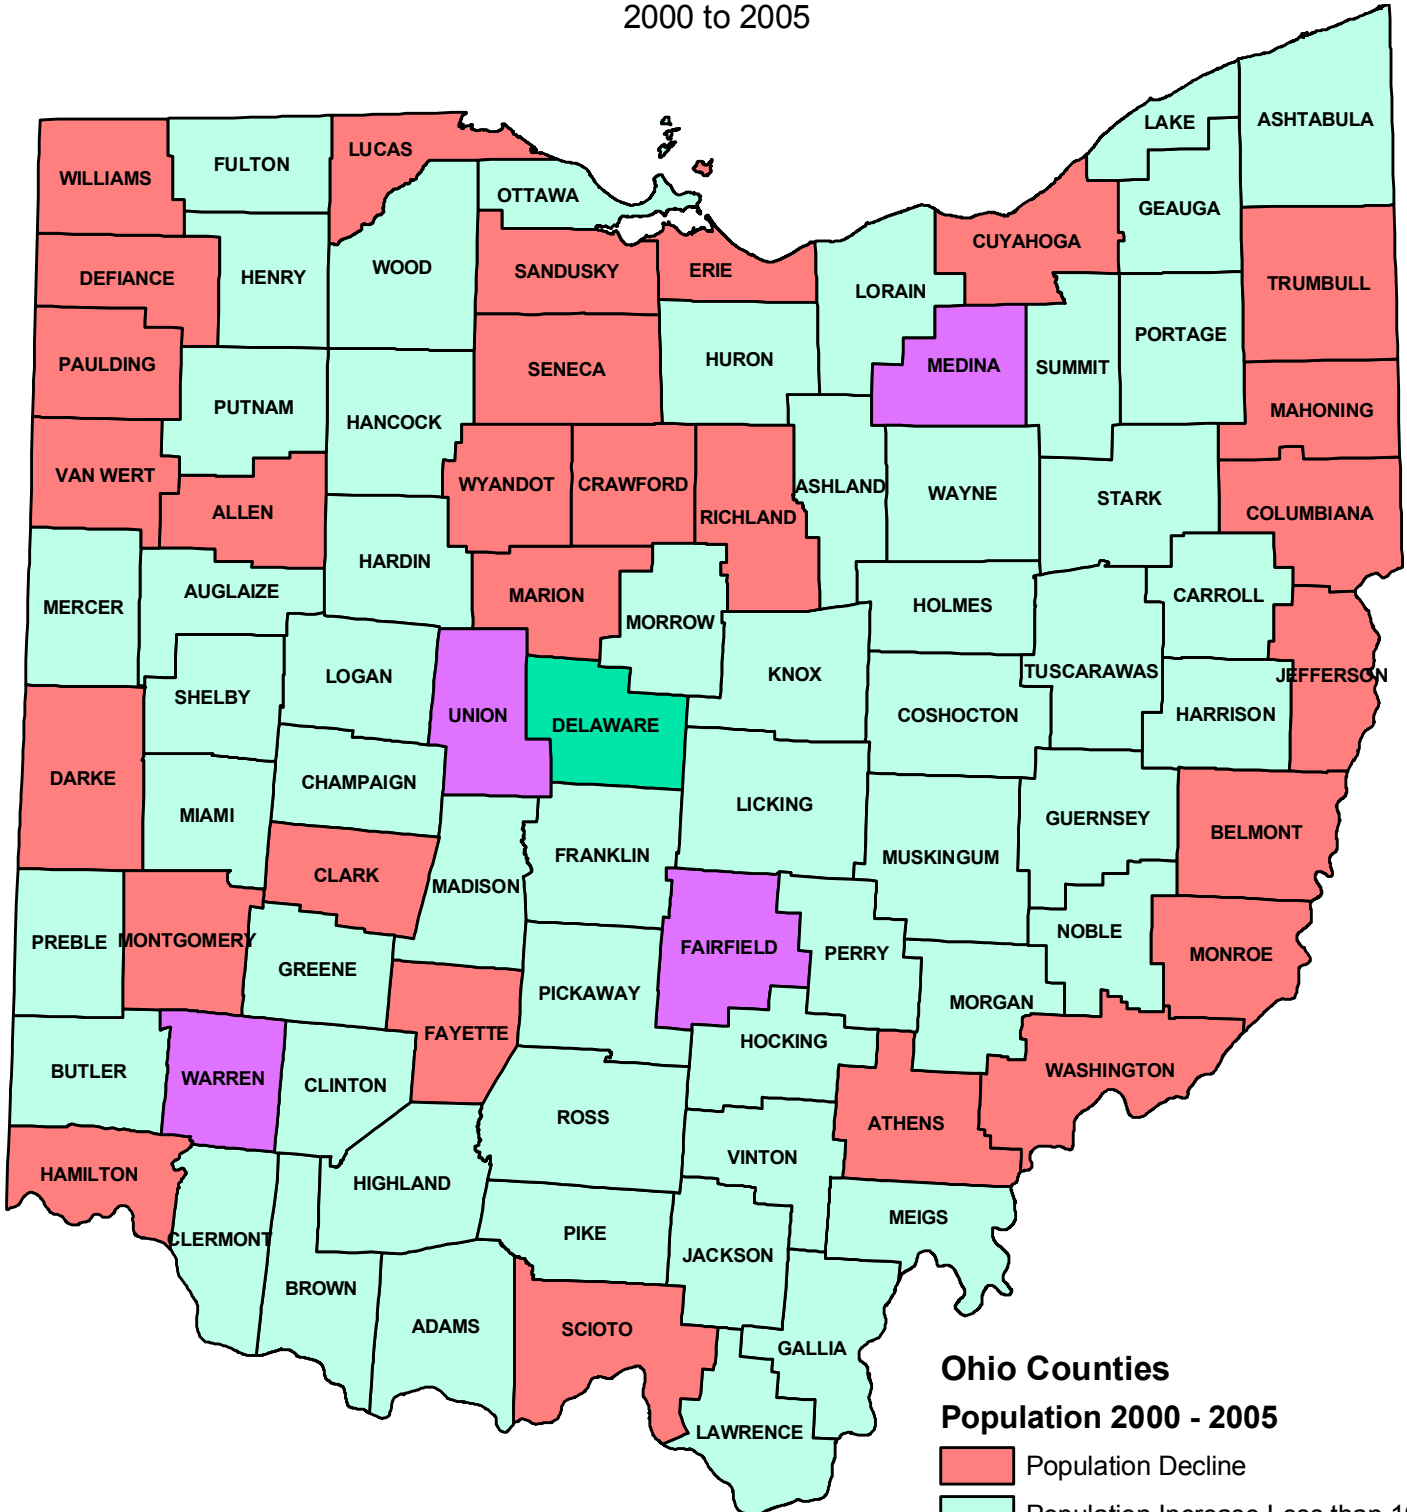 2000 to 2005
LAKE
ASHTABULA
LUCAS
FULTON
WILLIAMS
OTTAWA
GEAUGA
CUYAHOGA
WOOD
SANDUSKY
ERIE
DEFIANCE
HENRY
LORAIN
TRUMBULL
PORTAGE
HURON
PAULDING
SENECA
MEDINA
SUMMIT
PUTNAM
MAHONING
HANCOCK
VAN WERT
WYANDOT
CRAWFORD
ASHLAND
WAYNE
STARK
ALLEN
RICHLAND
COLUMBIANA
HARDIN
AUGLAIZE
MARION
CARROLL
MERCER
HOLMES
MORROW
LOGAN
KNOX
TUSCARAWAS
JEFFERSON
SHELBY
UNION
COSHOCTON
HARRISON
DELAWARE
DARKE
CHAMPAIGN
LICKING
MIAMI
GUERNSEY
BELMONT
FRANKLIN
MUSKINGUM
CLARK
MADISON
PREBLE
MONTGOMERY
NOBLE
FAIRFIELD
PERRY
MONROE
GREENE
PICKAWAY
MORGAN
FAYETTE
HOCKING
BUTLER
WARREN
CLINTON
WASHINGTON
ROSS
ATHENS
VINTON
HAMILTON
HIGHLAND
MEIGS
PIKE
CLERMONT
JACKSON
BROWN
ADAMS
SCIOTO
GALLIA
Ohio Counties
Population 2000 - 2005
LAWRENCE
Population Decline
Population Increase Less than